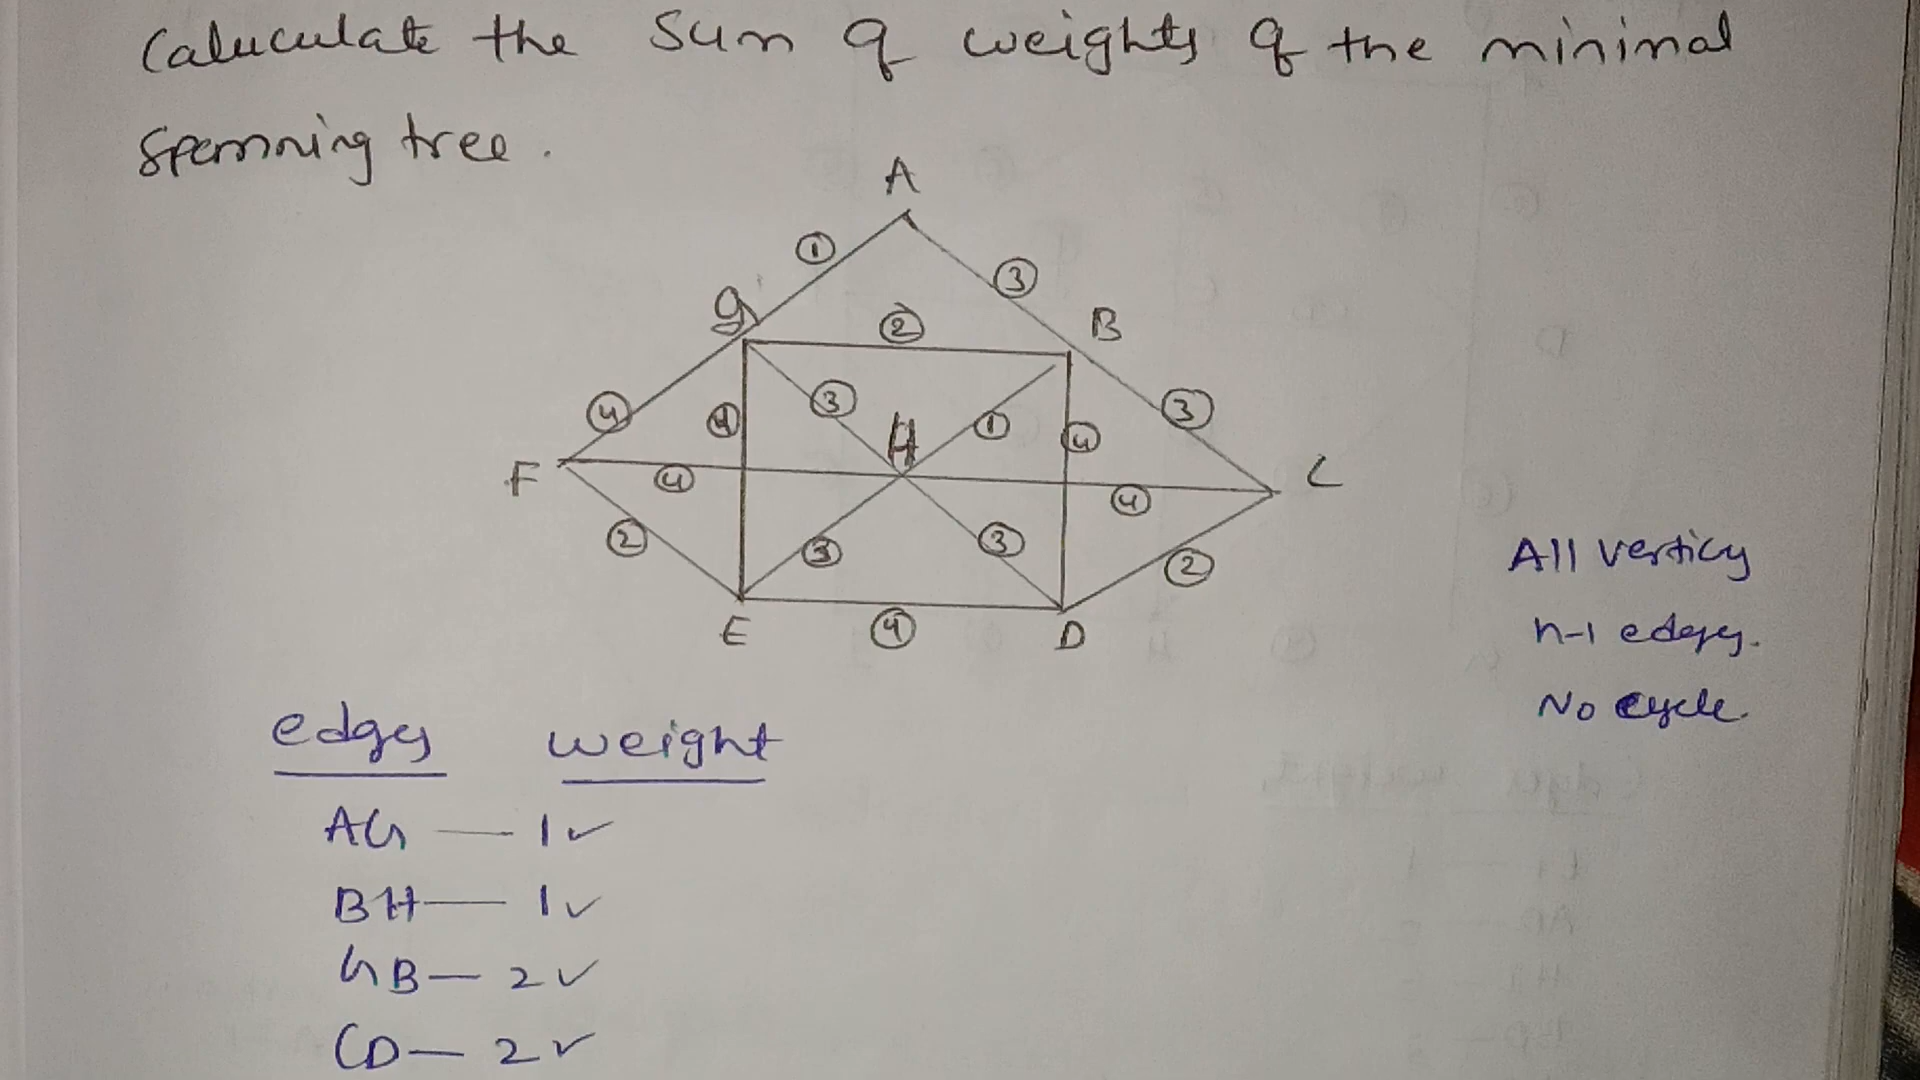 Caluculate the sum of weights of the minimal
spanning tree.
A
1
3
G
2
B
4
4
3
H
1
4
3
F
4
4
C
2
3
3
2
E
4
D
All vertices
n-1 edges.
No cycle.
edges weight
AG — 1 ✓
BH — 1 ✓
GB — 2 ✓
CD — 2 ✓